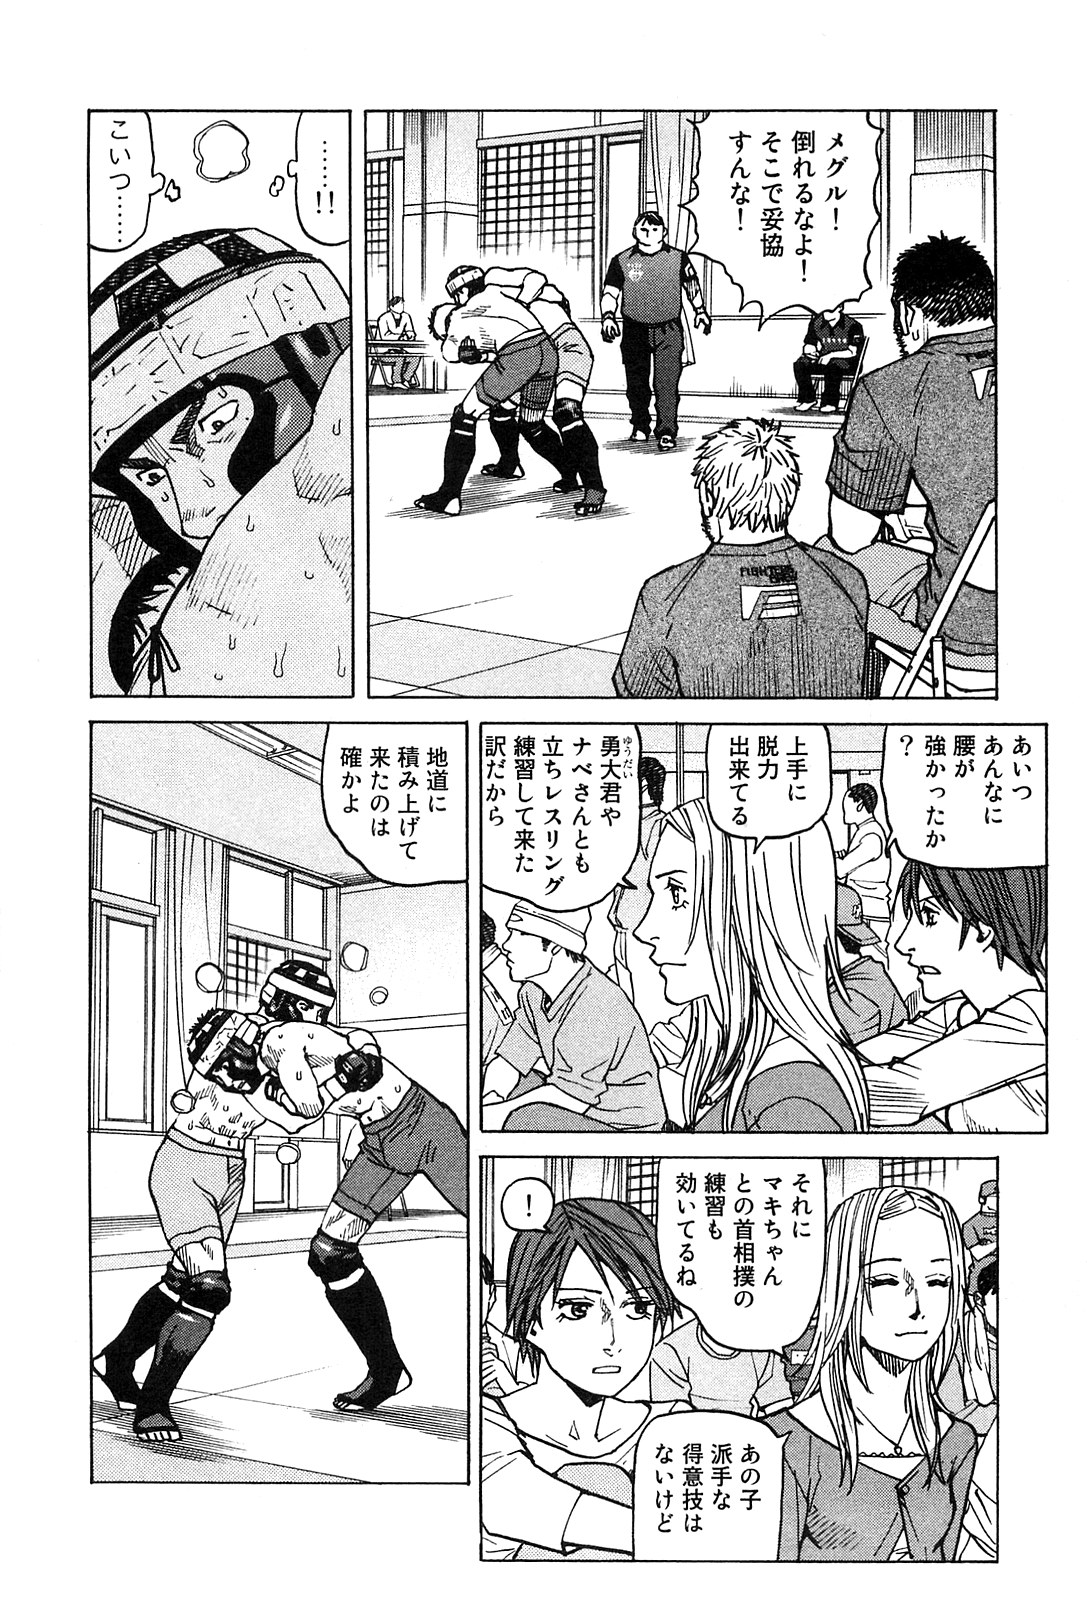 メグル！
倒れるなよ！
そこで妥協
すんな！
FIGHTERS
……!!
こいつ……
あいつ
あんなに
腰が
強かったか
？
上手に
脱力
出来てる
勇大君や
ゆうだい
ナベさんとも
立ちレスリング
練習して来た
訳だから
それに
マキちゃん
との首相撲の
練習も
効いてるね
！
あの子
派手な
得意技は
ないけど
地道に
積み上げて
来たのは
確かよ